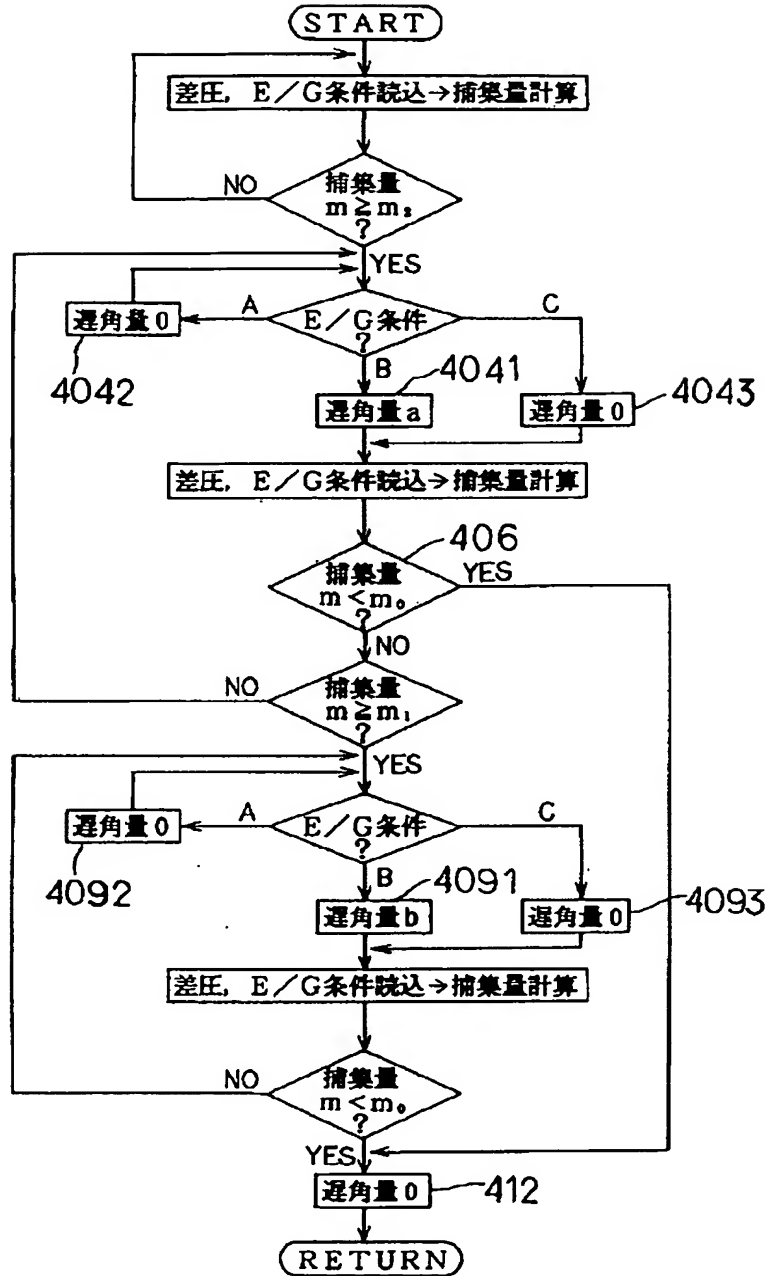 START
差圧, E/G条件読込→捕集量計算
NO
捕集量
m≧m₂
?
YES
A
E/G条件
?
C
遅角量0
4042
B
4041
遅角量a
遅角量0
4043
差圧, E/G条件読込→捕集量計算
406
捕集量
m<m₀
?
YES
NO
NO
捕集量
m≧m₁
?
YES
A
E/G条件
?
C
遅角量0
4092
B
4091
遅角量b
遅角量0
4093
差圧, E/G条件読込→捕集量計算
NO
捕集量
m<m₀
?
YES
遅角量0
412
RETURN